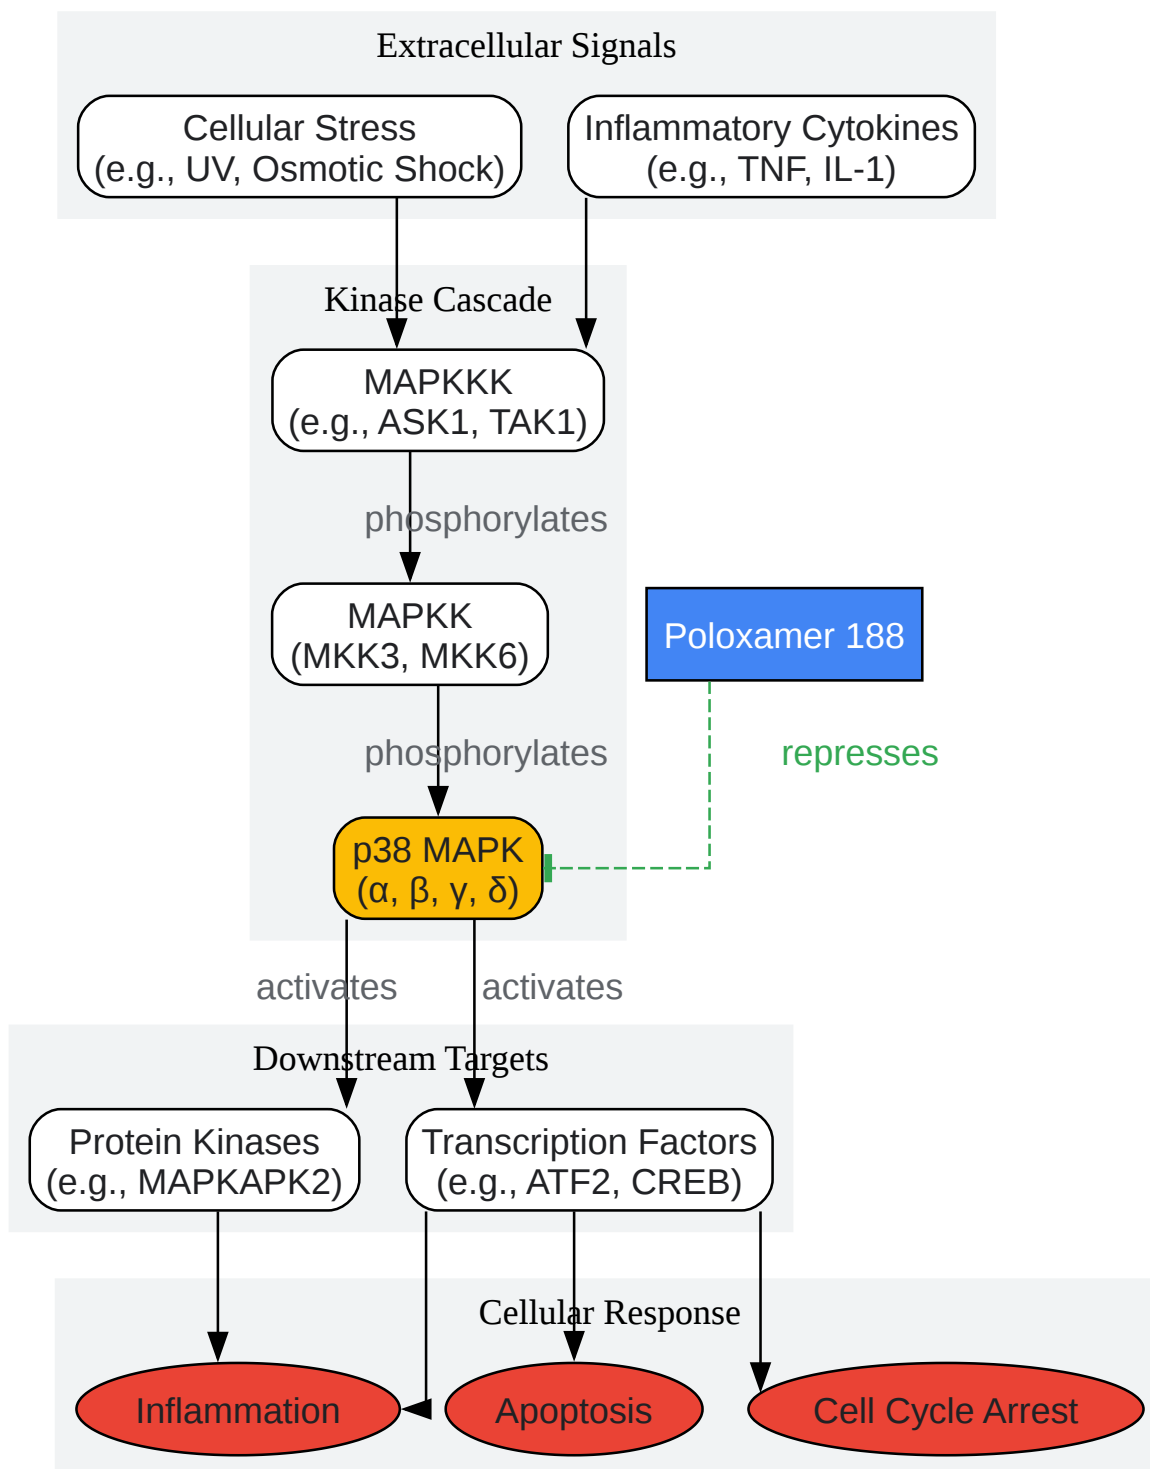 Extracellular Signals
Cellular Stress
(e.g., UV, Osmotic Shock)
Inflammatory Cytokines
(e.g., TNF, IL-1)
Kinase Cascade
MAPKKK
(e.g., ASK1, TAK1)
phosphorylates
MAPKK
(MKK3, MKK6)
Poloxamer 188
phosphorylates
represses
p38 MAPK
(α, β, γ, δ)
activates
activates
Downstream Targets
Protein Kinases
(e.g., MAPKAPK2)
Transcription Factors
(e.g., ATF2, CREB)
Cellular Response
Inflammation
Apoptosis
Cell Cycle Arrest